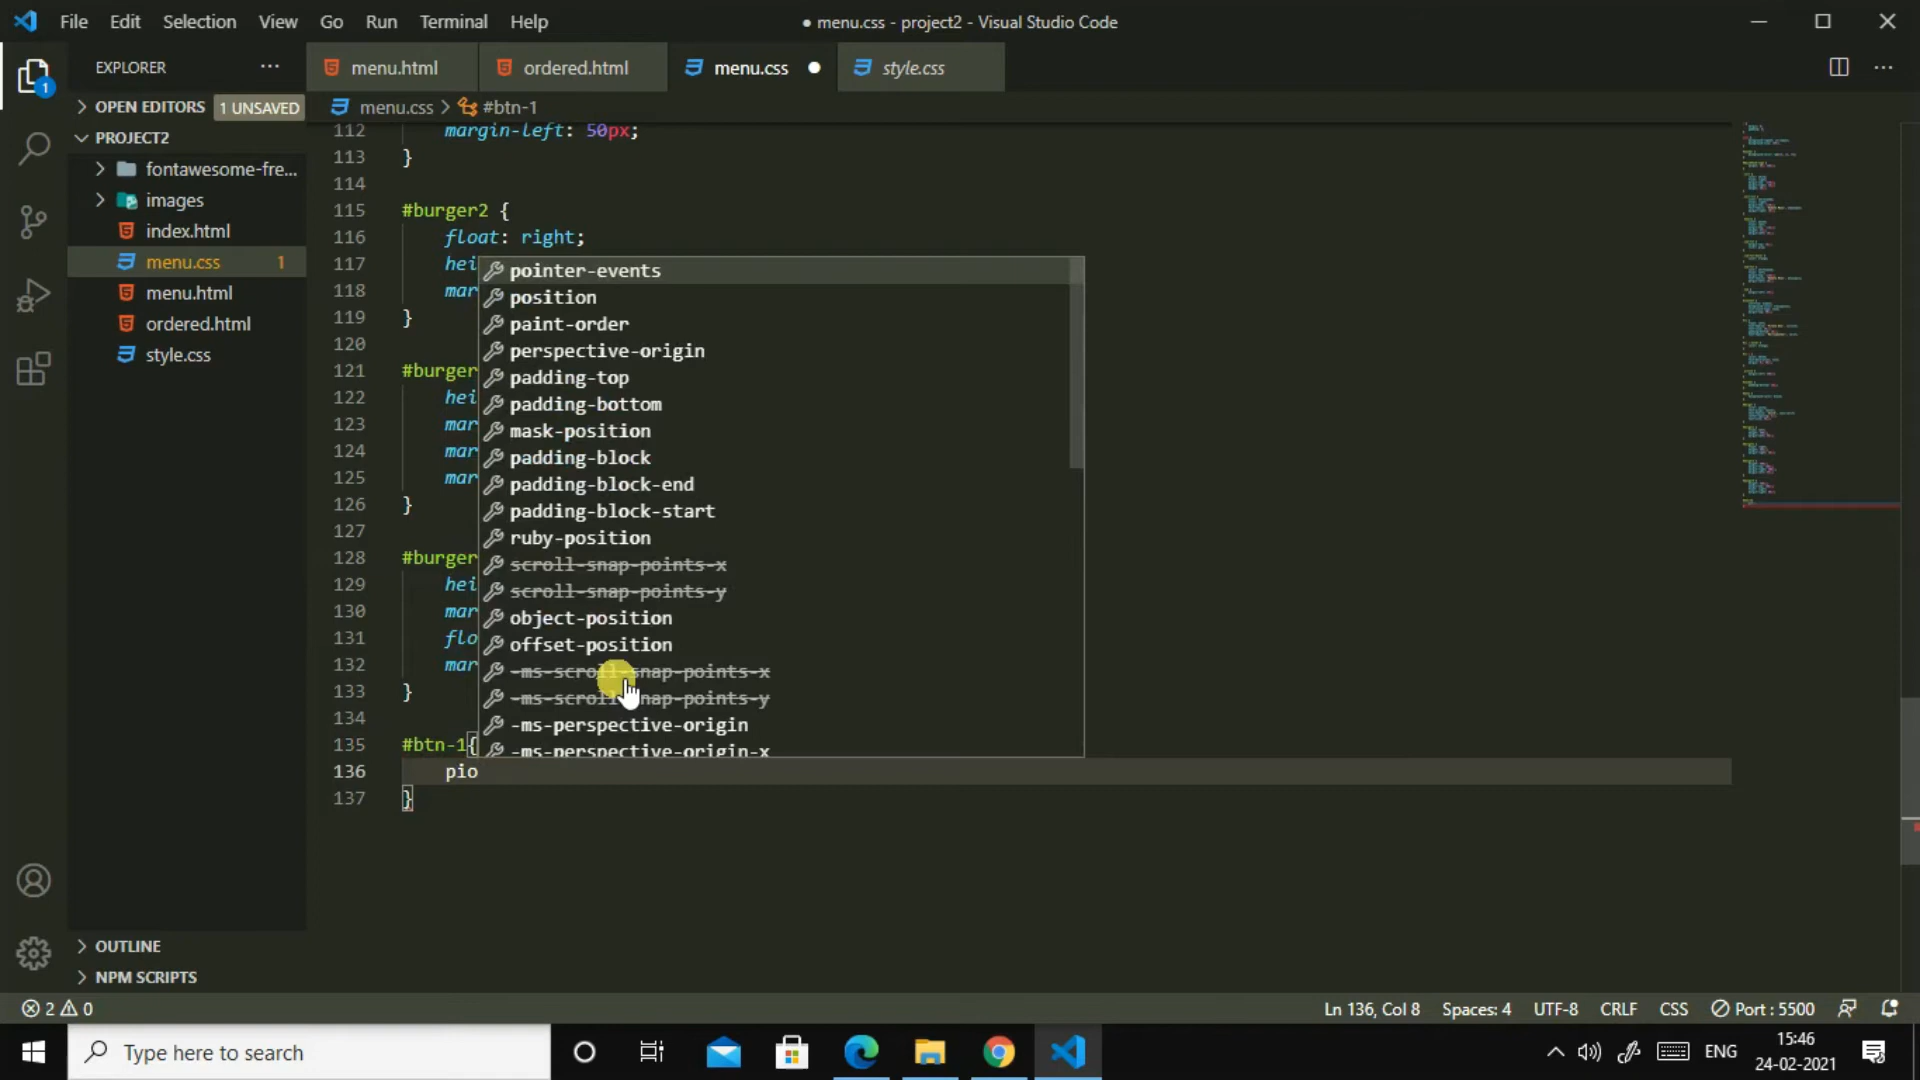 File Edit Selection View Go Run Terminal Help
● menu.css - project2 - Visual Studio Code
EXPLORER
menu.html
ordered.html
menu.css
style.css
OPEN EDITORS 1 UNSAVED
menu.css > #btn-1
PROJECT2
fontawesome-fre...
images
index.html
menu.css 1
menu.html
ordered.html
style.css
112 margin-left: 50px;
113 }
114
115 #burger2 {
116 float: right;
117 hei
118 mar
119 }
120
121 #burger
122 hei
123 mar
124 mar
125 mar
126 }
127
128 #burger
129 hei
130 mar
131 flo
132 mar
133 }
134
135 #btn-1{
136 pio
137 }
pointer-events
position
paint-order
perspective-origin
padding-top
padding-bottom
mask-position
padding-block
padding-block-end
padding-block-start
ruby-position
scroll-snap-points-x
scroll-snap-points-y
object-position
offset-position
-ms-scroll-snap-points-x
-ms-scroll-snap-points-y
-ms-perspective-origin
-ms-perspective-origin-x
OUTLINE
NPM SCRIPTS
2 0
Ln 136, Col 8 Spaces: 4 UTF-8 CRLF CSS Port : 5500
Type here to search
ENG
15:46
24-02-2021